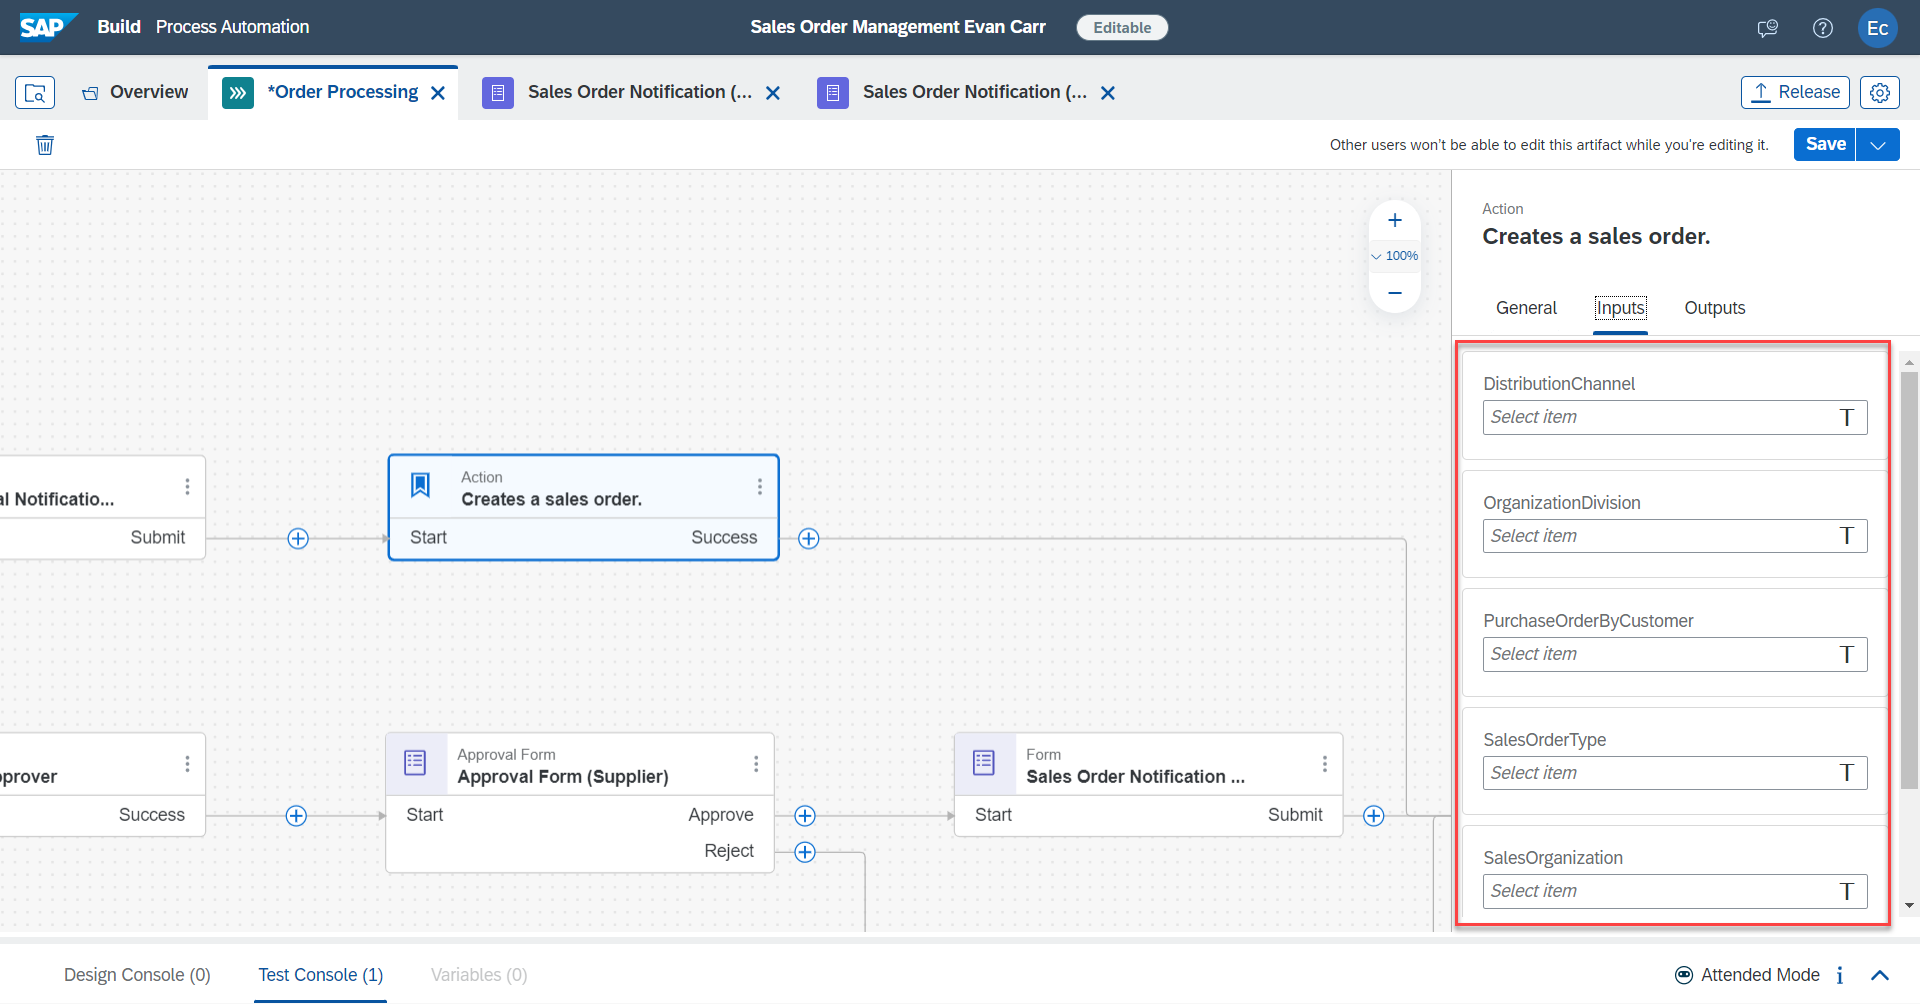 SAP Build Process Automation
Sales Order Management Evan Carr
Editable
Ec
Overview
*Order Processing
Sales Order Notification (...
Sales Order Notification (...
Release
Other users won't be able to edit this artifact while you're editing it.
Save
100%
Action
Creates a sales order.
General
Inputs
Outputs
DistributionChannel
Select item
OrganizationDivision
Select item
PurchaseOrderByCustomer
Select item
SalesOrderType
Select item
SalesOrganization
Select item
al Notificatio...
Submit
Action
Creates a sales order.
Start
Success
pprover
Success
Approval Form
Approval Form (Supplier)
Start
Approve
Reject
Form
Sales Order Notification ...
Start
Submit
Design Console (0)
Test Console (1)
Variables (0)
Attended Mode